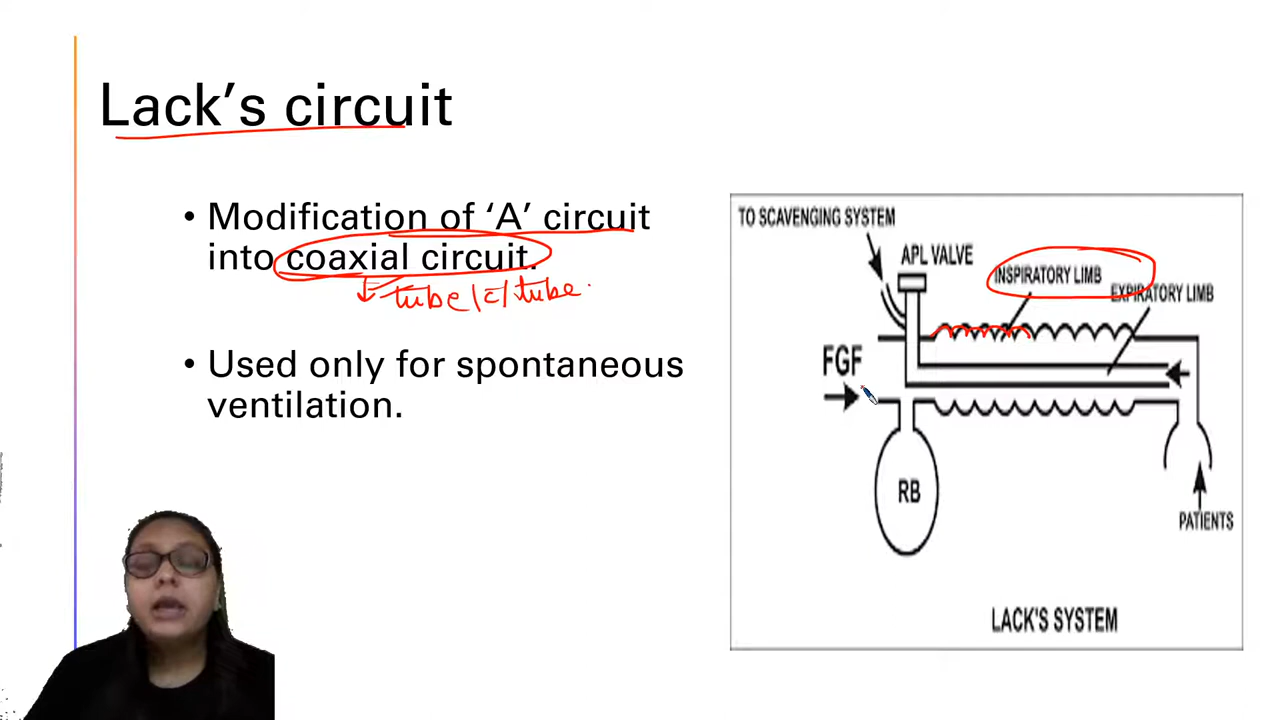 Lack's circuit
• Modification of 'A' circuit
into coaxial circuit.
tube/c̄/tube.
• Used only for spontaneous
ventilation.
TO SCAVENGING SYSTEM
APL VALVE
INSPIRATORY LIMB
EXPIRATORY LIMB
FGF
RB
PATIENTS
LACK'S SYSTEM